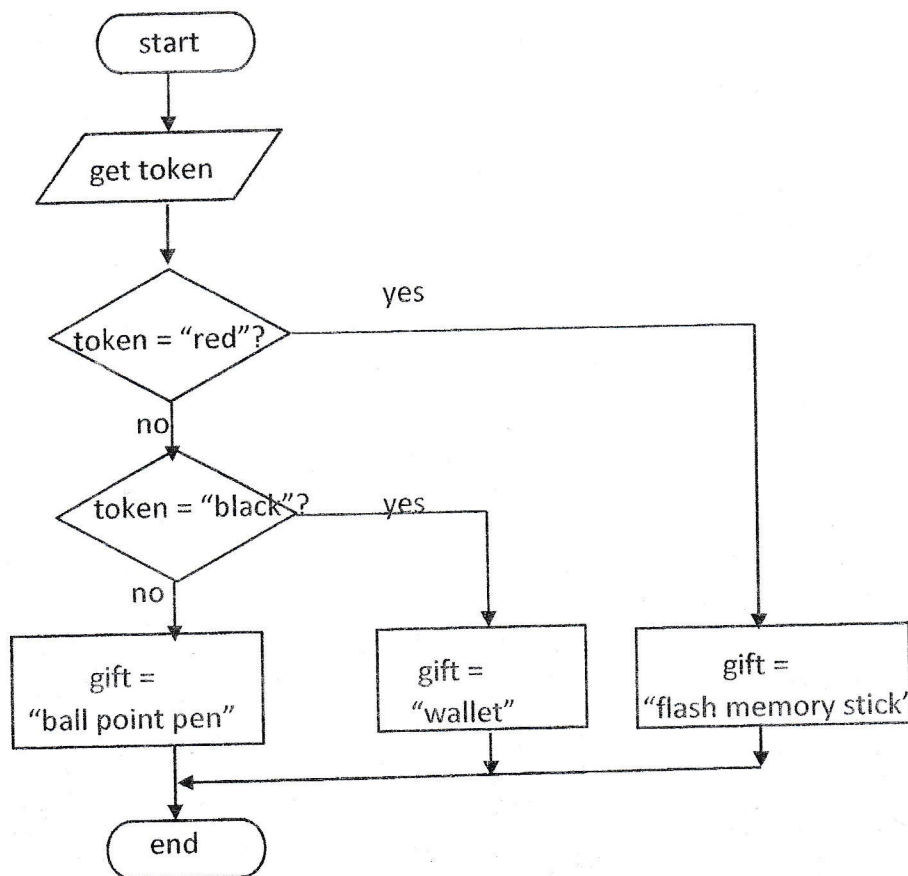 start
get token
yes
token = "red"?
no
token = "black"?
yes
no
gift =
"ball point pen"
gift =
"wallet"
gift =
"flash memory stick"
end